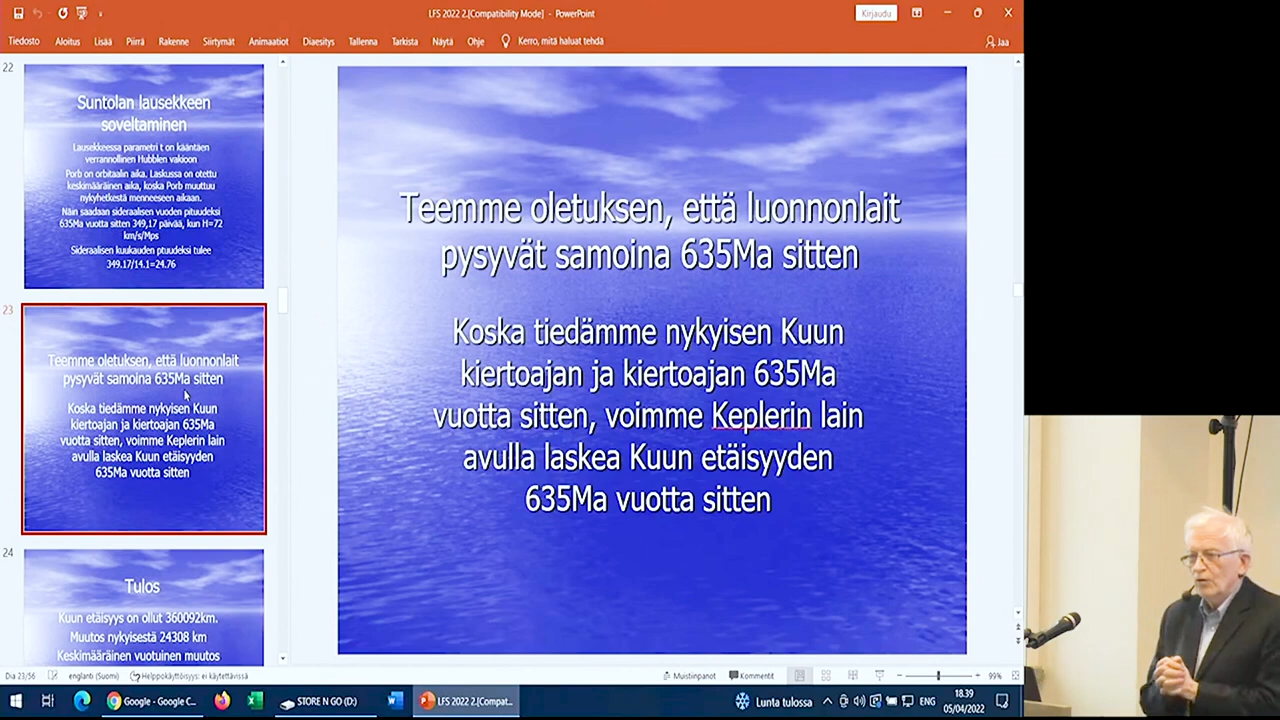 LFS 2022 2.[Compatibility Mode] - PowerPoint
Kirjaudu
Tiedosto Aloitus Lisää Piirrä Rakenne Siirtymät Animaatiot Diaesitys Tallenna Tarkista Näytä Ohje Kerro, mitä haluat tehdä
Jaa
22
Suntolan lausekkeen
soveltaminen
Lausekkeessa parametri t on kääntäen
verrannollinen Hubblen vakioon
Porb on orbitaalin aika. Laskussa on otettu
keskimääräinen aika, koska Porb muuttuu
nykyhetkestä menneeseen aikaan.
Näin saadaan sideraalisen vuoden pituudeksi
635Ma vuotta sitten 349,17 päivää, kun H=72
km/s/Mps
Sideraalisen kuukauden ptuudeksi tulee
349.17/14.1=24.76
23
Teemme oletuksen, että luonnonlait
pysyvät samoina 635Ma sitten
Koska tiedämme nykyisen Kuun
kiertoajan ja kiertoajan 635Ma
vuotta sitten, voimme Keplerin lain
avulla laskea Kuun etäisyyden
635Ma vuotta sitten
24
Tulos
Kuun etäisyys on ollut 360092km.
Muutos nykyisestä 24308 km
Keskimääräinen vuotuinen muutos
Teemme oletuksen, että luonnonlait
pysyvät samoina 635Ma sitten
Koska tiedämme nykyisen Kuun
kiertoajan ja kiertoajan 635Ma
vuotta sitten, voimme Keplerin lain
avulla laskea Kuun etäisyyden
635Ma vuotta sitten
Dia 23/56 englanti (Suomi) Helppokäyttöisyys: ei käytettävissä
Muistiinpanot Kommentit 99%
Google - Google C... STORE N GO (D:) LFS 2022 2.[Compat...
Lunta tulossa ENG
18.39
05/04/2022